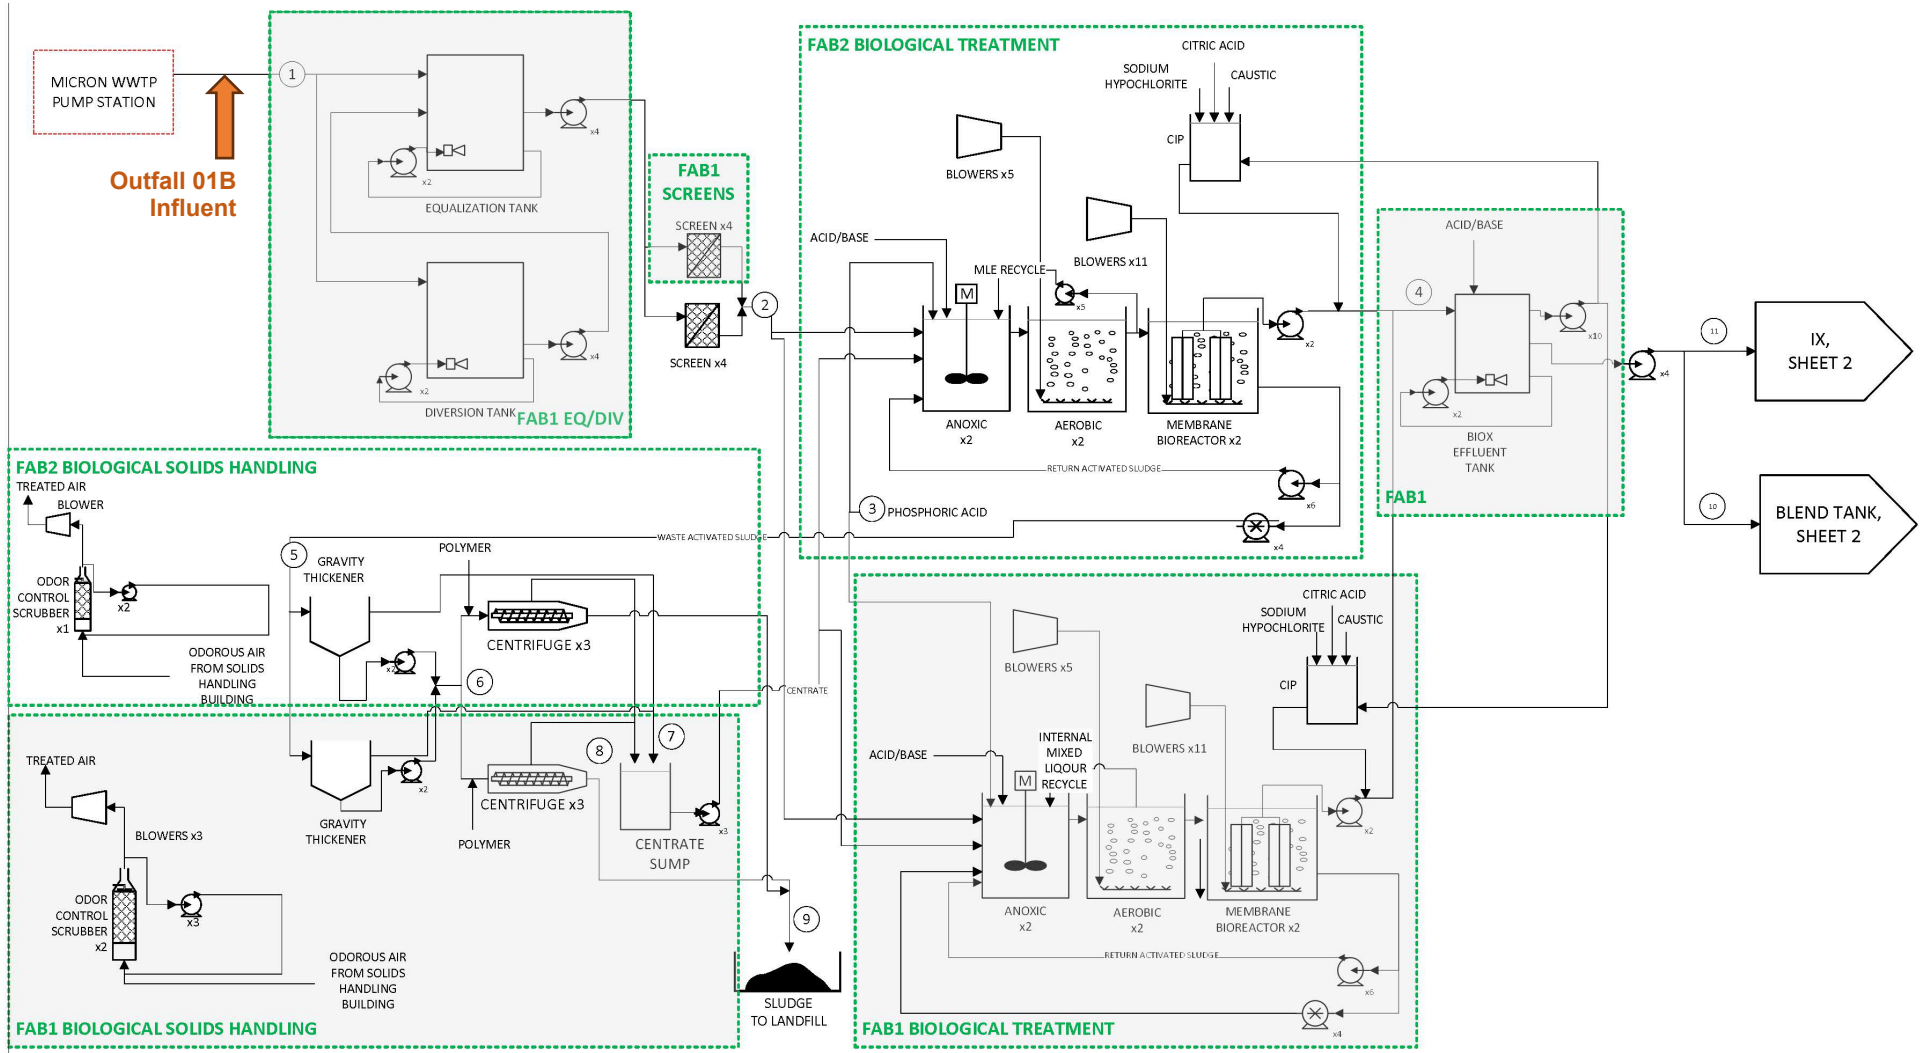 MICRON WWTP
PUMP STATION
Outfall 01B
Influent
1
x4
x2
EQUALIZATION TANK
x4
x2
DIVERSION TANK
FAB1 EQ/DIV
FAB1
SCREENS
SCREEN x4
SCREEN x4
2
FAB2 BIOLOGICAL TREATMENT
CITRIC ACID
SODIUM
HYPOCHLORITE
CAUSTIC
CIP
BLOWERS x5
BLOWERS x11
ACID/BASE
MLE RECYCLE
M
x5
x2
ANOXIC
x2
AEROBIC
x2
MEMBRANE
BIOREACTOR x2
RETURN ACTIVATED SLUDGE
x6
3
PHOSPHORIC ACID
x4
WASTE ACTIVATED SLUDGE
ACID/BASE
4
x10
x2
BIOX
EFFLUENT
TANK
FAB1
x4
11
IX,
SHEET 2
10
BLEND TANK,
SHEET 2
FAB2 BIOLOGICAL SOLIDS HANDLING
TREATED AIR
BLOWER
ODOR
CONTROL
SCRUBBER
x1
x2
ODOROUS AIR
FROM SOLIDS
HANDLING
BUILDING
5
GRAVITY
THICKENER
x2
POLYMER
CENTRIFUGE x3
6
CENTRATE
TREATED AIR
BLOWERS x3
ODOR
CONTROL
SCRUBBER
x2
x3
ODOROUS AIR
FROM SOLIDS
HANDLING
BUILDING
GRAVITY
THICKENER
x2
CENTRIFUGE x3
POLYMER
8
7
CENTRATE
SUMP
x3
9
SLUDGE
TO LANDFILL
FAB1 BIOLOGICAL SOLIDS HANDLING
CITRIC ACID
SODIUM
HYPOCHLORITE
CAUSTIC
CIP
BLOWERS x5
BLOWERS x11
ACID/BASE
INTERNAL
MIXED
LIQOUR
RECYCLE
M
x2
ANOXIC
x2
AEROBIC
x2
MEMBRANE
BIOREACTOR x2
RETURN ACTIVATED SLUDGE
x6
x4
FAB1 BIOLOGICAL TREATMENT